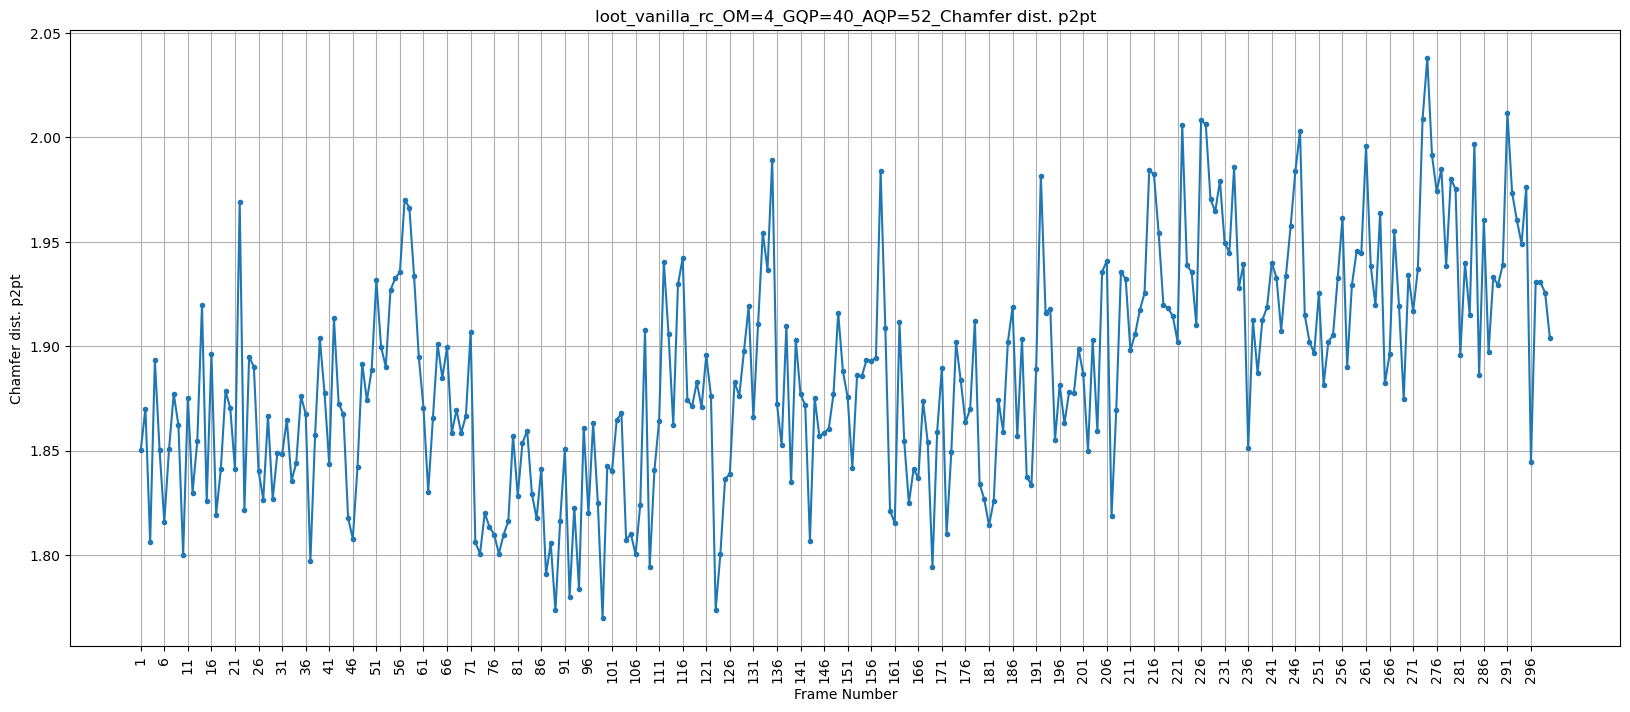 loot_vanilla_rc_OM=4_GQP=40_AQP=52_Chamfer dist. p2pt
2.05
2.00
1.95
1.90
1.85
1.80
Chamfer dist. p2pt
1 6 11 16 21 26 31 36 41 46 51 56 61 66 71 76 81 86 91 96 101 106 111 116 121 126 131 136 141 146 151 156 161 166 171 176 181 186 191 196 201 206 211 216 221 226 231 236 241 246 251 256 261 266 271 276 281 286 291 296
Frame Number